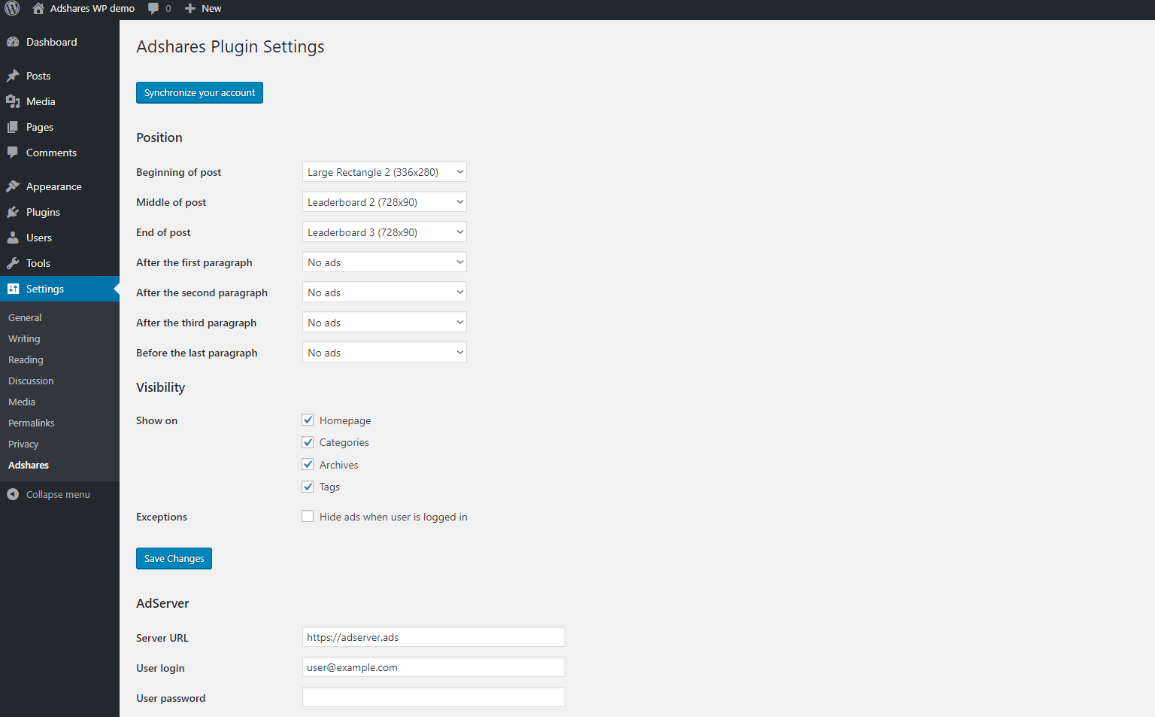 Adshares WP demo 0 New
Dashboard
Posts
Media
Pages
Comments
Appearance
Plugins
Users
Tools
Settings
General
Writing
Reading
Discussion
Media
Permalinks
Privacy
Adshares
Collapse menu
Adshares Plugin Settings
Synchronize your account
Position
Beginning of post Large Rectangle 2 (336x280)
Middle of post Leaderboard 2 (728x90)
End of post Leaderboard 3 (728x90)
After the first paragraph No ads
After the second paragraph No ads
After the third paragraph No ads
Before the last paragraph No ads
Visibility
Show on Homepage
Categories
Archives
Tags
Exceptions Hide ads when user is logged in
Save Changes
AdServer
Server URL https://adserver.ads
User login user@example.com
User password